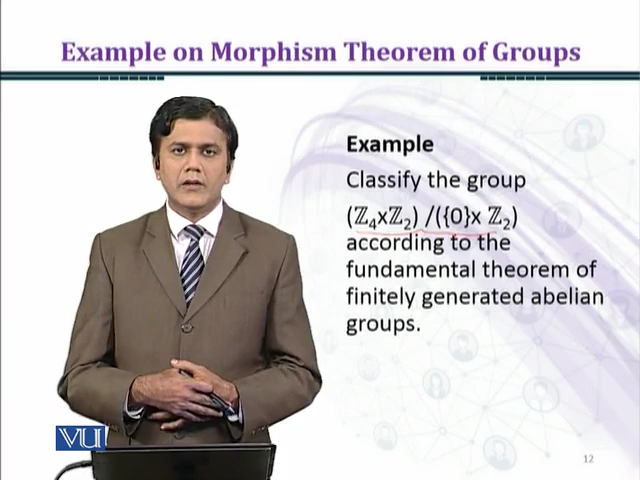 Example on Morphism Theorem of Groups
Example
Classify the group
(ℤ₄xℤ₂) /({0}x ℤ₂)
according to the
fundamental theorem of
finitely generated abelian
groups.
VU
12